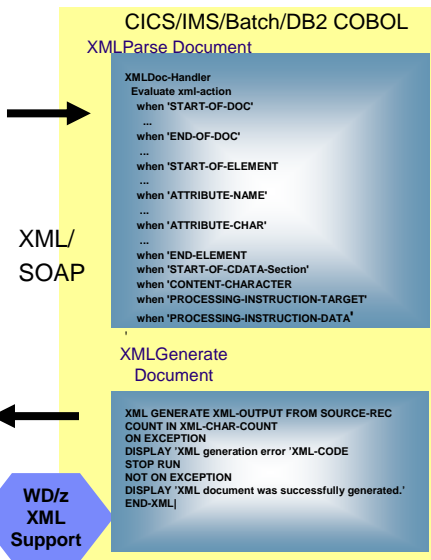 CICS/IMS/Batch/DB2 COBOL
XMLParse Document
XMLDoc-Handler
Evaluate xml-action
when 'START-OF-DOC'
...
when 'END-OF-DOC'
...
when 'START-OF-ELEMENT
...
when 'ATTRIBUTE-NAME'
...
when 'ATTRIBUTE-CHAR'
...
when 'END-ELEMENT
when 'START-OF-CDATA-Section'
when 'CONTENT-CHARACTER
when 'PROCESSING-INSTRUCTION-TARGET'
when 'PROCESSING-INSTRUCTION-DATA'
'
XML/
SOAP
XMLGenerate
Document
XML GENERATE XML-OUTPUT FROM SOURCE-REC
COUNT IN XML-CHAR-COUNT
ON EXCEPTION
DISPLAY 'XML generation error 'XML-CODE
STOP RUN
NOT ON EXCEPTION
DISPLAY 'XML document was successfully generated.'
END-XML|
WD/z
XML
Support